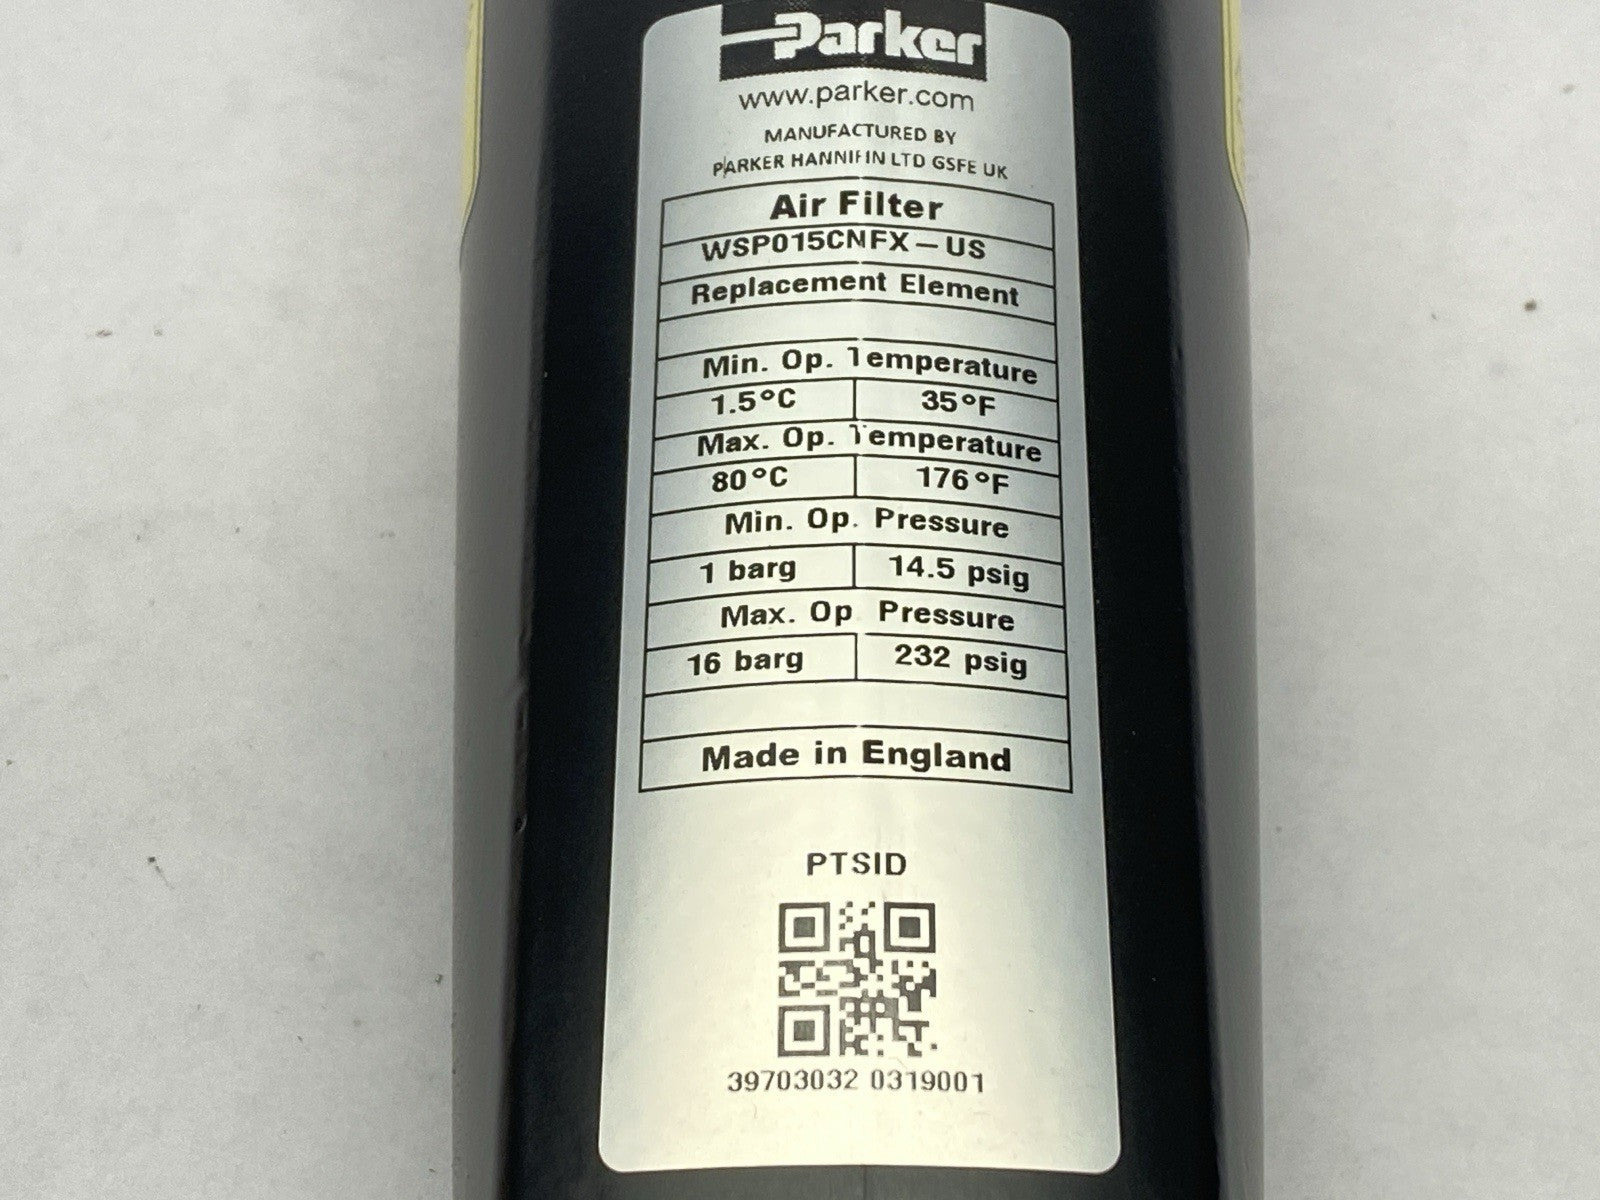 Parker
www.parker.com
MANUFACTURED BY
PARKER HANNIFIN LTD GSFE UK
Air Filter
WSP015CNFX-US
Replacement Element
Min. Op. Temperature
1.5°C 35°F
Max. Op. Temperature
80°C 176°F
Min. Op. Pressure
1 barg 14.5 psig
Max. Op. Pressure
16 barg 232 psig
Made in England
PTSID
39703032 0319001